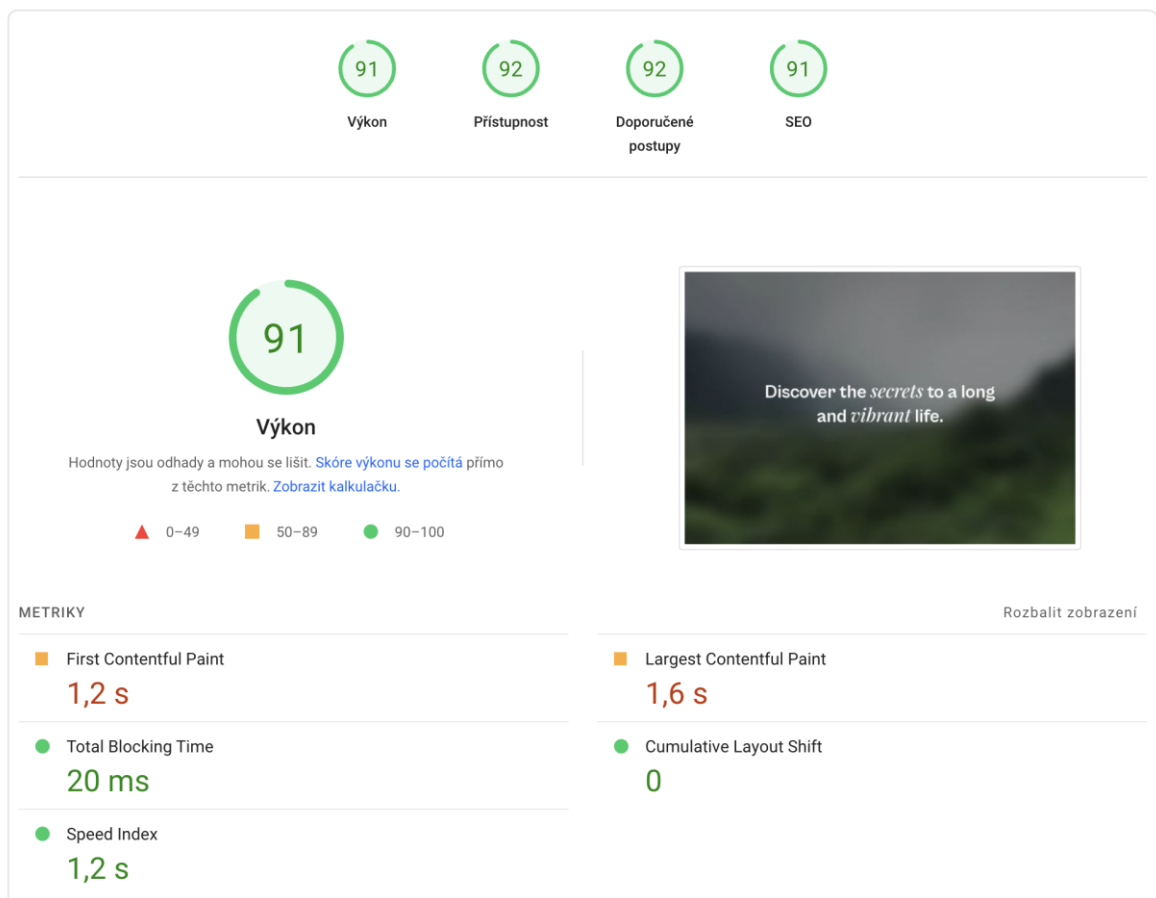 91
92
92
91
Výkon
Přístupnost
Doporučené
postupy
SEO
91
Výkon
Hodnoty jsou odhady a mohou se lišit. Skóre výkonu se počítá přímo
z těchto metrik. Zobrazit kalkulačku.
0–49
50–89
90–100
Discover the secrets to a long
and vibrant life.
METRIKY
Rozbalit zobrazení
First Contentful Paint
1,2 s
Largest Contentful Paint
1,6 s
Total Blocking Time
20 ms
Cumulative Layout Shift
0
Speed Index
1,2 s